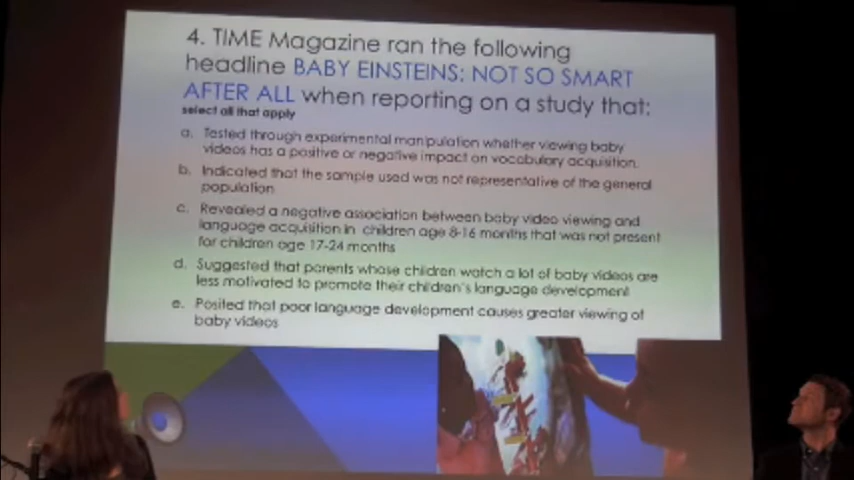 4. TIME Magazine ran the following
headline BABY EINSTEINS: NOT SO SMART
AFTER ALL when reporting on a study that:
select all that apply
a. Tested through experimental manipulation whether viewing baby
videos has a positive or negative impact on vocabulary acquisition.
b. Indicated that the sample used was not representative of the general
population
c. Revealed a negative association between baby video viewing and
language acquisition in children age 8-16 months that was not present
for children age 17-24 months
d. Suggested that parents whose children watch a lot of baby videos are
less motivated to promote their children's language development
e. Posited that poor language development causes greater viewing of
baby videos